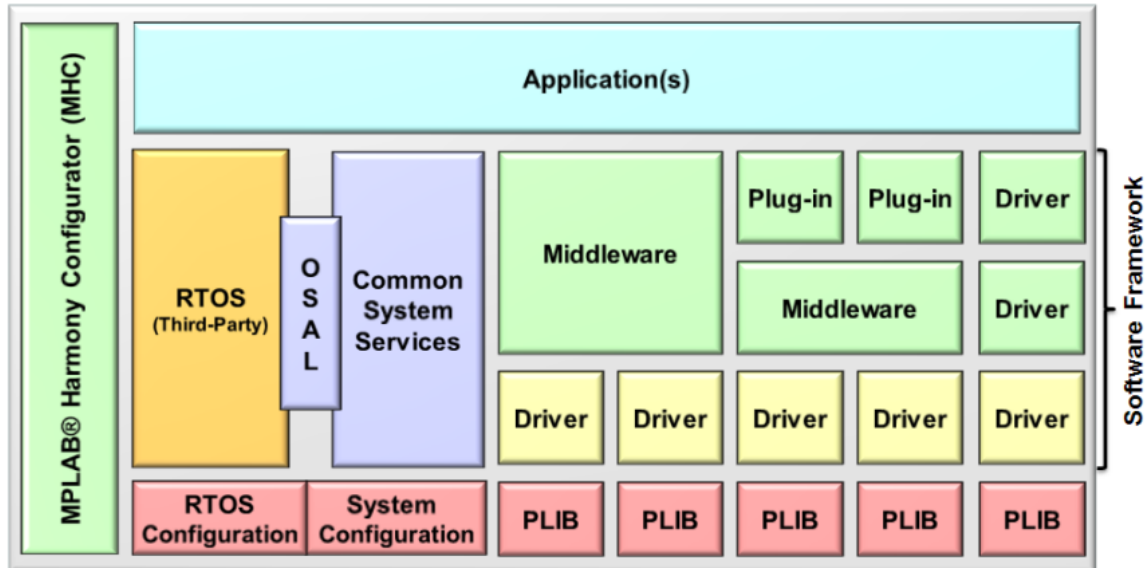 MPLAB® Harmony Configurator (MHC)
Application(s)
RTOS
(Third-Party)
O
S
A
L
Common
System
Services
Middleware
Plug-in
Plug-in
Driver
Middleware
Driver
Driver
Driver
Driver
Driver
Driver
RTOS
Configuration
System
Configuration
PLIB
PLIB
PLIB
PLIB
PLIB
Software Framework